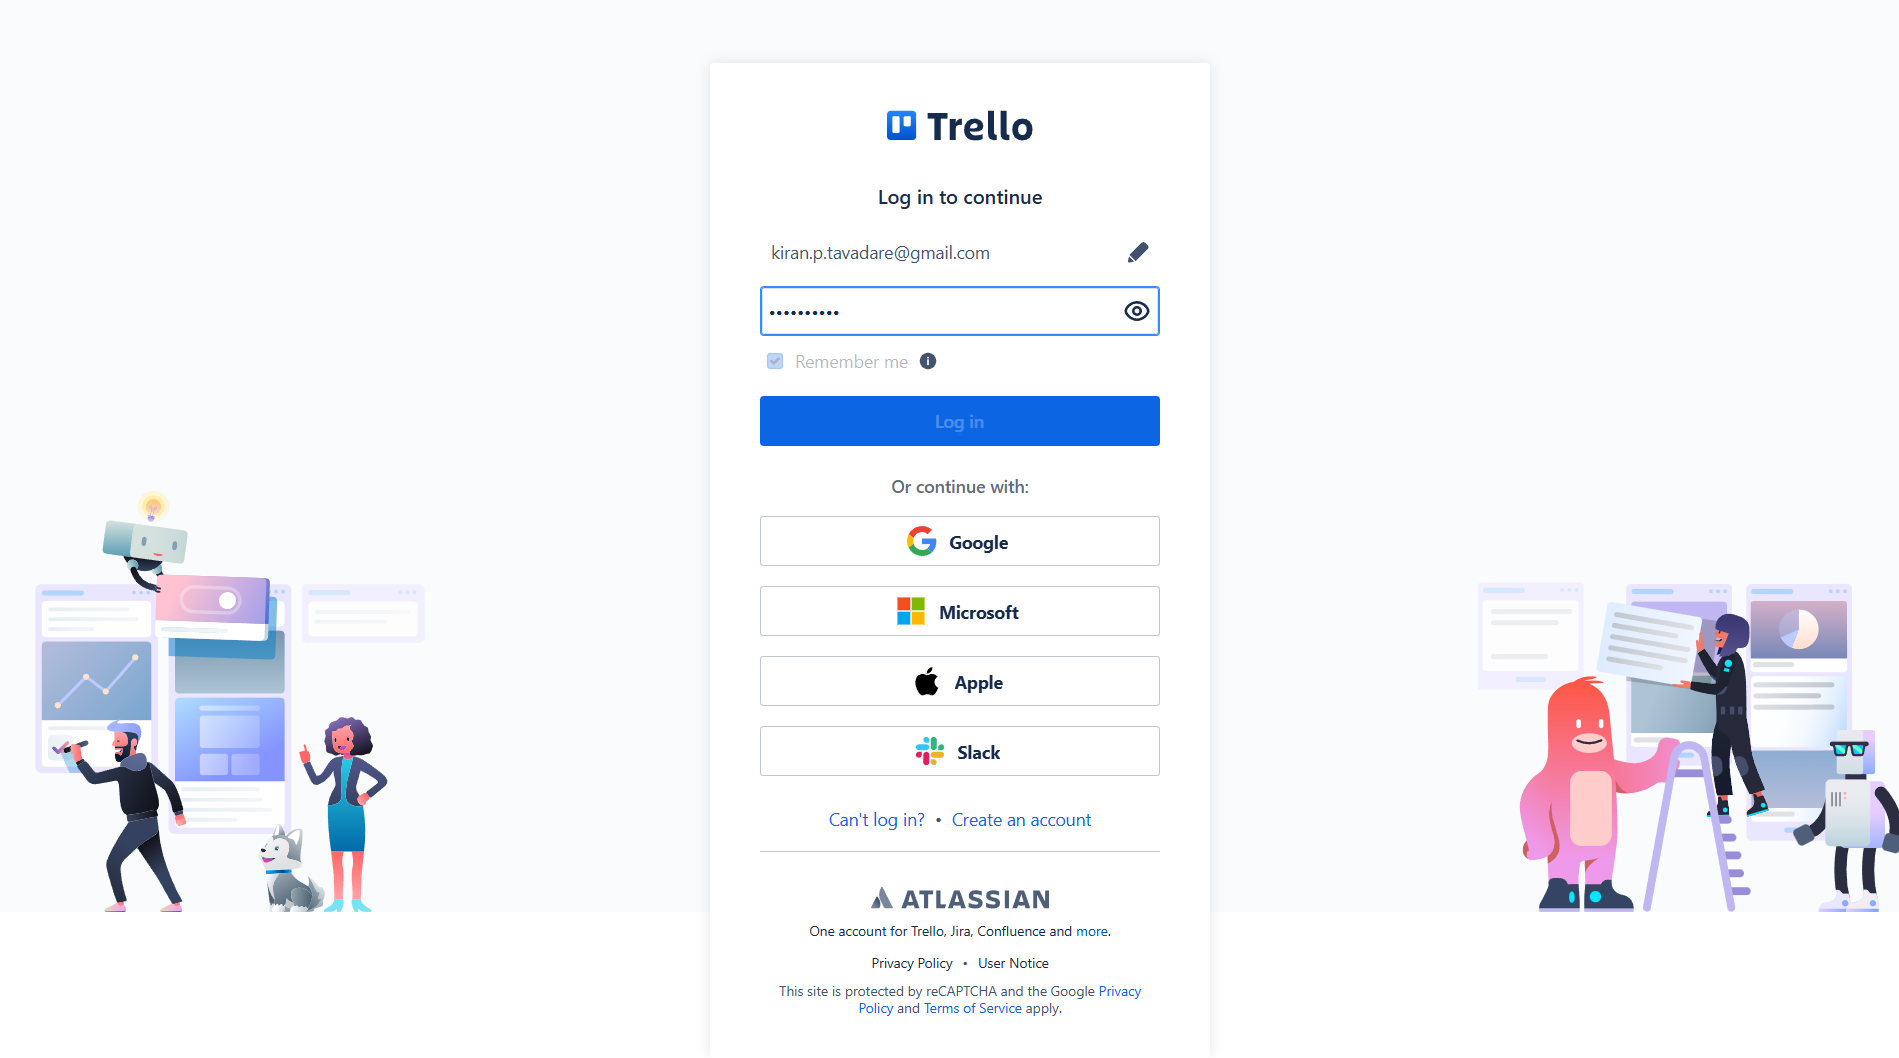 Trello
Log in to continue
kiran.p.tavadare@gmail.com
••••••••••
Remember me
Log in
Or continue with:
Google
Microsoft
Apple
Slack
Can't log in? • Create an account
ATLASSIAN
One account for Trello, Jira, Confluence and more.
Privacy Policy • User Notice
This site is protected by reCAPTCHA and the Google Privacy
Policy and Terms of Service apply.